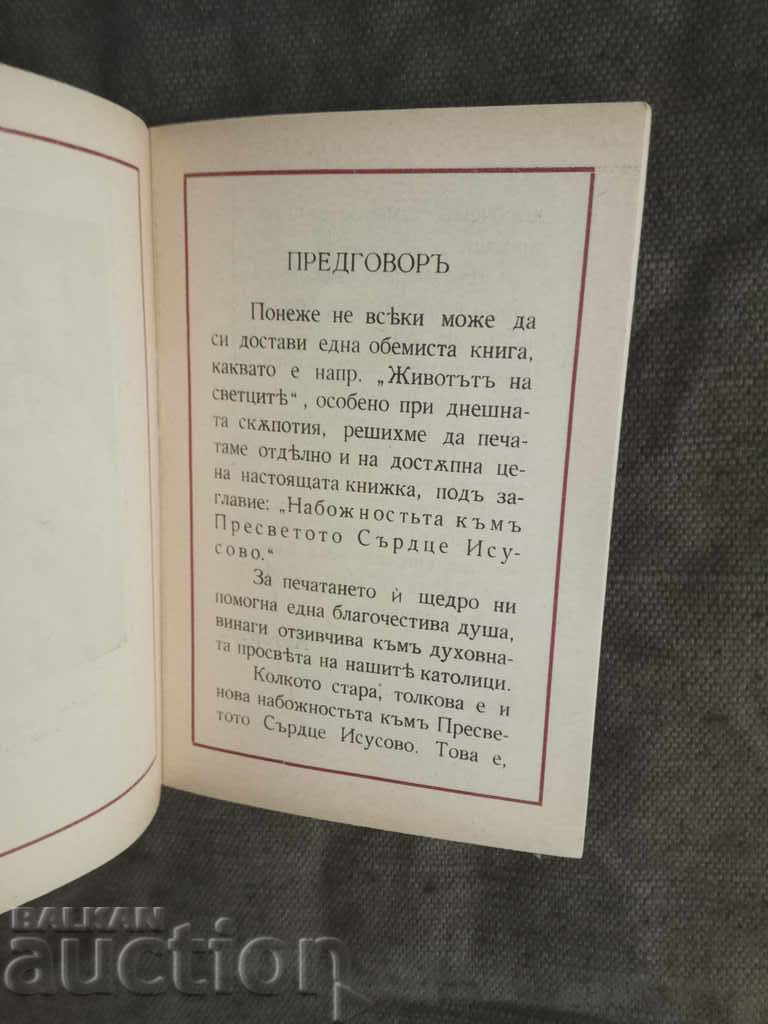 ПРЕДГОВОРЪ
Понеже не всѣки може да
си достави една обемиста книга,
каквато е напр. „Животътъ на
светцитѣ“, особено при днешна-
та скѫпотия, решихме да печа-
таме отдѣлно и на достѫпна це-
на настоящата книжка, подъ за-
главие: „Набожностьта къмъ
Пресветото Сърдце Ису-
сово.“
За печатането ѝ щедро ни
помогна една благочестива душа,
винаги отзивчива къмъ духовна-
та просвѣта на нашитѣ католици.
Колкото стара, толкова е и
нова набожностьта къмъ Пресве-
тото Сърдце Исусово. Това е,
BALKAN
auction